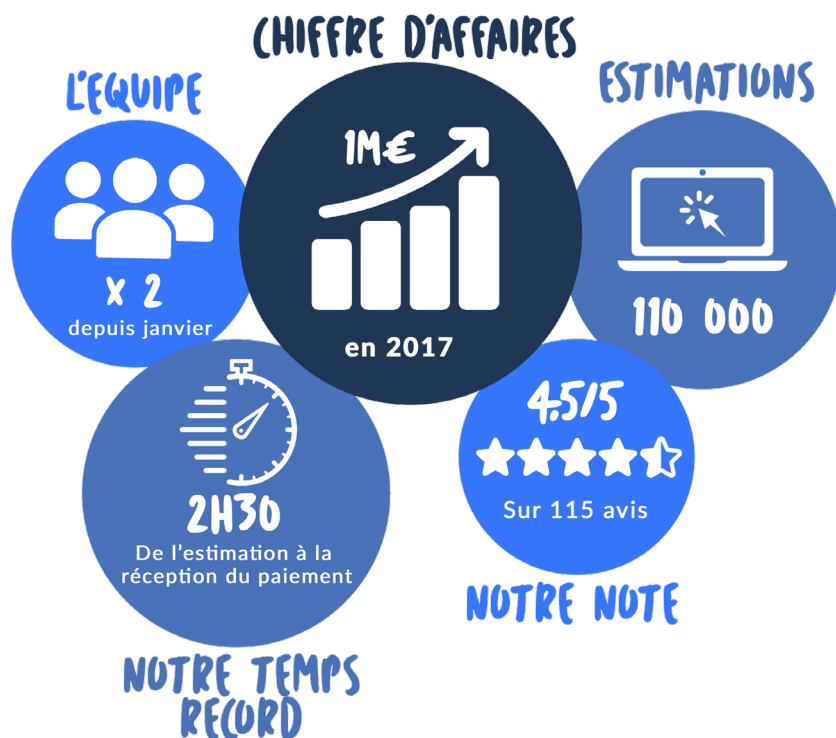 CHIFFRE D'AFFAIRES
1M€
en 2017
L'EQUIPE
X 2
depuis janvier
ESTIMATIONS
110 000
2H30
De l'estimation à la
réception du paiement
NOTRE TEMPS
RECORD
4.5/5
Sur 115 avis
NOTRE NOTE